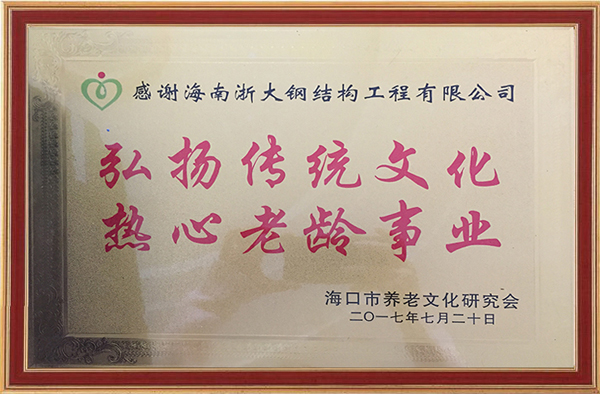 感谢海南浙大钢结构工程有限公司
弘扬传统文化
热心老龄事业
海口市养老文化研究会
二〇一七年七月二十日